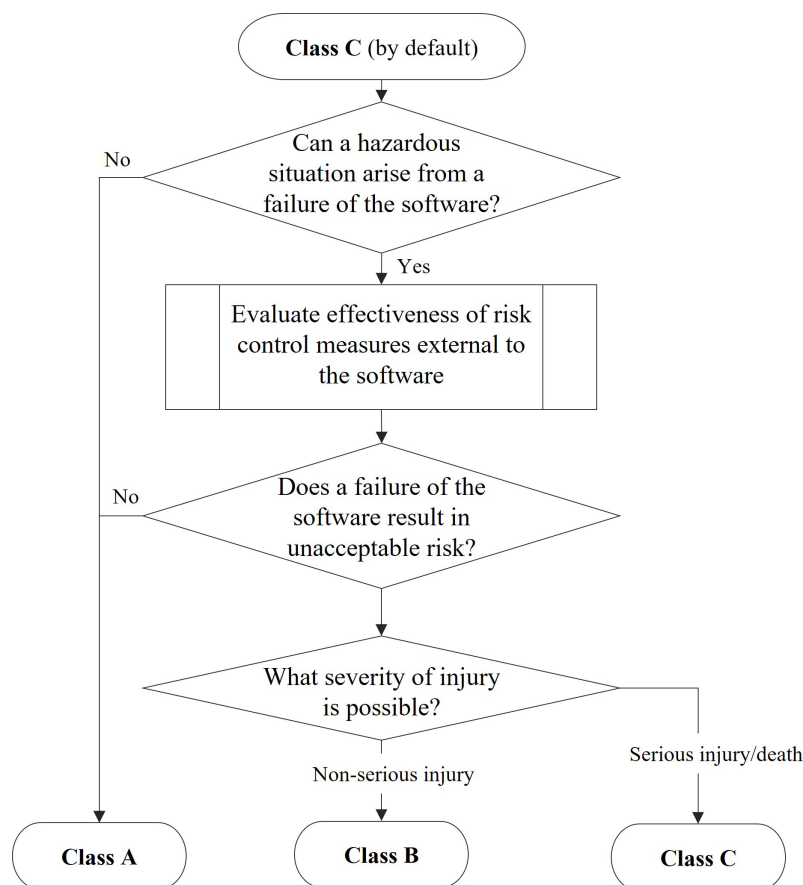 Class C (by default)
Can a hazardous
situation arise from a
failure of the software?
No
Yes
Evaluate effectiveness of risk
control measures external to
the software
Does a failure of the
software result in
unacceptable risk?
No
What severity of injury
is possible?
Non-serious injury
Serious injury/death
Class A
Class B
Class C